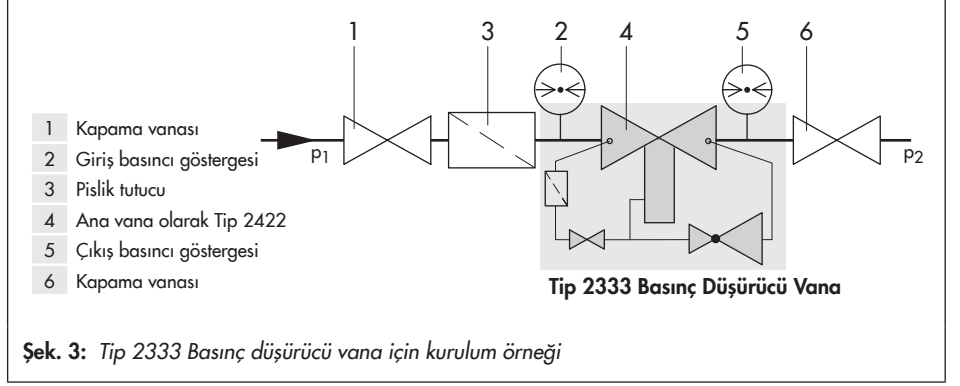 1 3 2 4 5 6
1 Kapama vanası
2 Giriş basıncı göstergesi
3 Pislik tutucu
4 Ana vana olarak Tip 2422
5 Çıkış basıncı göstergesi
6 Kapama vanası
p1
p2
Tip 2333 Basınç Düşürücü Vana
Şek. 3: Tip 2333 Basınç düşürücü vana için kurulum örneği